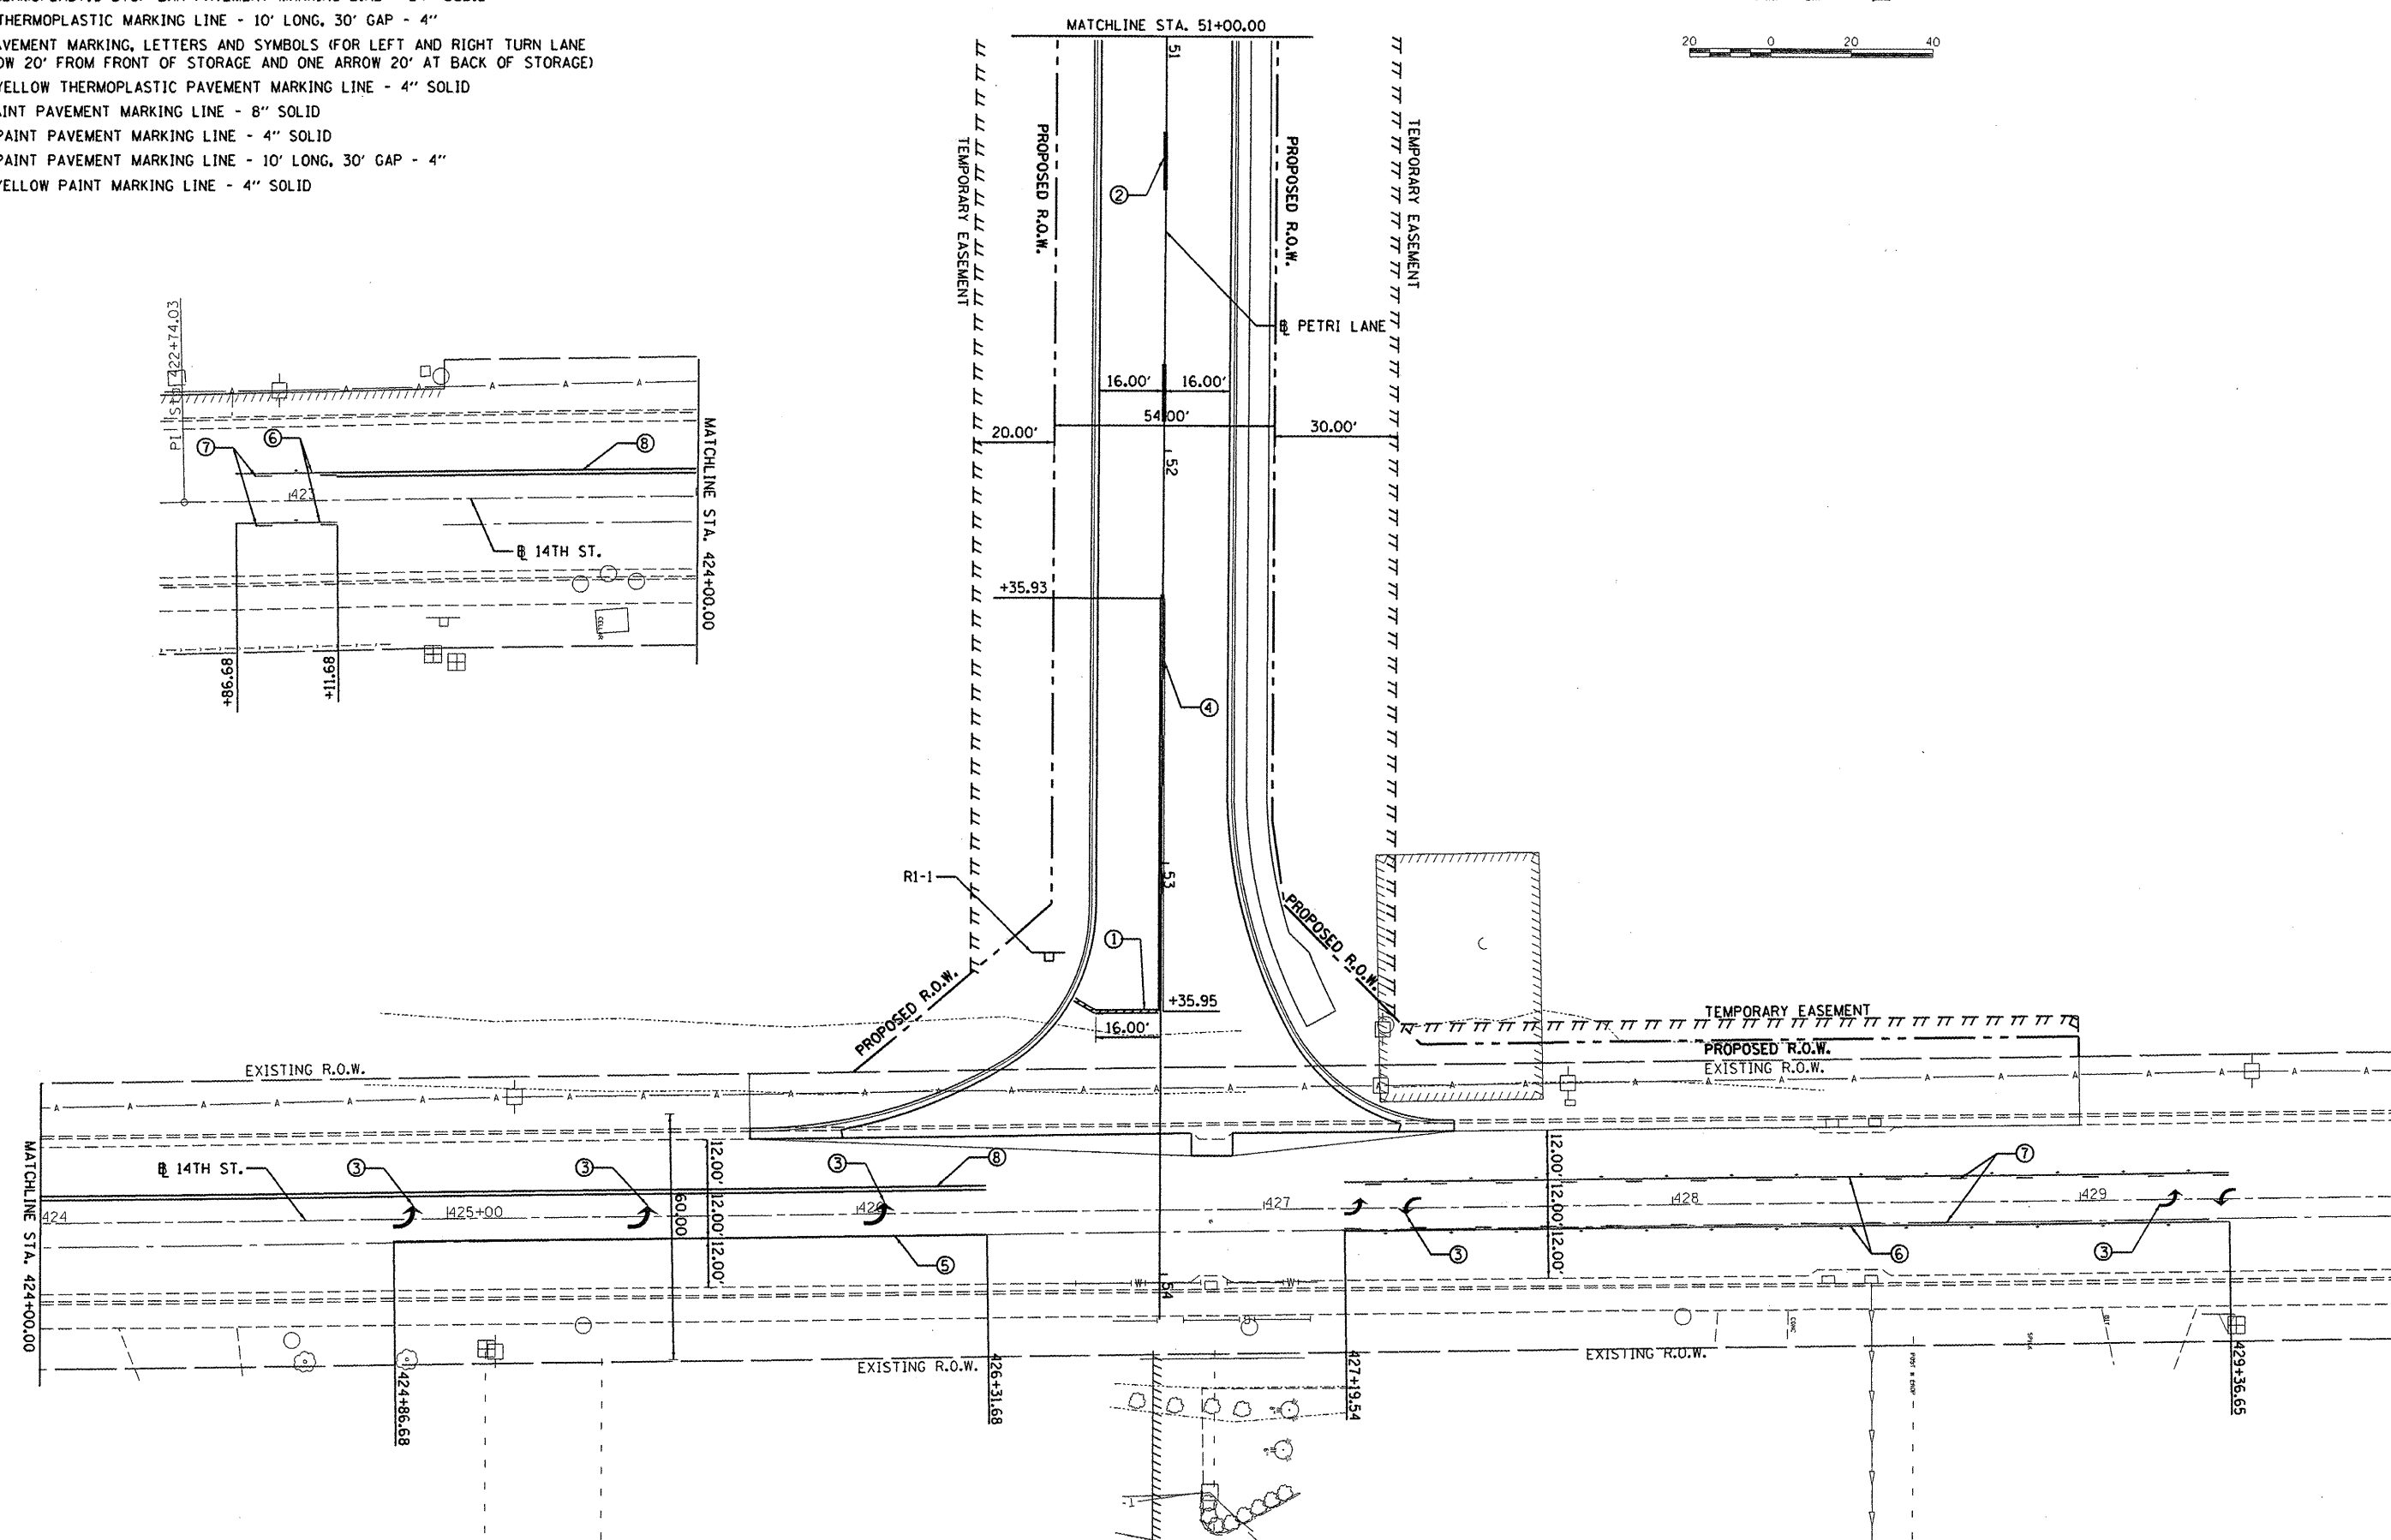 THERMOPLASTIC MARKING LINE - 10' LONG, 30' GAP - 4"
PAVEMENT MARKING, LETTERS AND SYMBOLS (FOR LEFT AND RIGHT TURN LANE
20' FROM FRONT OF STORAGE AND ONE ARROW 20' AT BACK OF STORAGE)
YELLOW THERMOPLASTIC PAVEMENT MARKING LINE - 4" SOLID
PAVEMENT MARKING LINE - 8" SOLID
PAINT PAVEMENT MARKING LINE - 4" SOLID
PAINT PAVEMENT MARKING LINE - 10' LONG, 30' GAP - 4"
YELLOW PAINT MARKING LINE - 4" SOLID
MATCHLINE STA. 51+00.00
20 0 20 40
51
PROPOSED R.O.W.
TEMPORARY EASEMENT
PROPOSED R.O.W.
TEMPORARY EASEMENT
2
℄ PETRI LANE
16.00' 16.00'
54.00'
20.00'
30.00'
52
+35.93
4
53
R1-1
1
+35.95
16.00'
PROPOSED R.O.W.
PROPOSED R.O.W.
PI Sta 422+74.03
A A A A A A
7
6
8
423
℄ 14TH ST.
CELLAR
MATCHLINE STA. 424+00.00
+86.68
+11.68
TEMPORARY EASEMENT
PROPOSED R.O.W.
EXISTING R.O.W.
EXISTING R.O.W.
MATCHLINE STA. 424+00.00
℄ 14TH ST.
3
3
3
8
7
424
425+00
426
427
428
429
60.00
12.00' 12.00' 12.00'
12.00' 12.00' 12.00'
5
3
6
3
W W
54
EXISTING R.O.W.
EXISTING R.O.W.
424+86.68
426+31.68
427+19.54
429+36.65
CONC
BIT